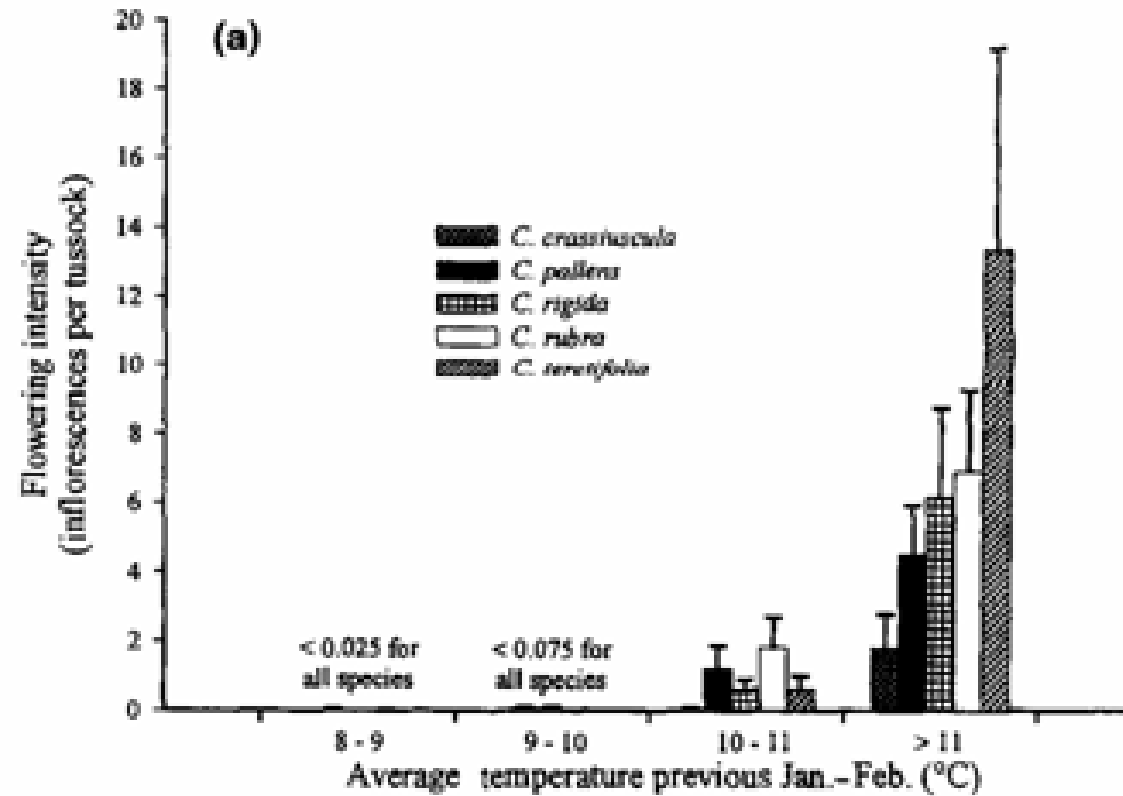 (a)
20
18
16
14
12
10
8
6
4
2
0
Flowering intensity
(inflorescences per tussock)
C. crassiuscula
C. pallens
C. rigida
C. rubra
C. teretifolia
< 0.025 for
all species
< 0.075 for
all species
8 - 9
9 - 10
10 - 11
> 11
Average temperature previous Jan.-Feb. (°C)